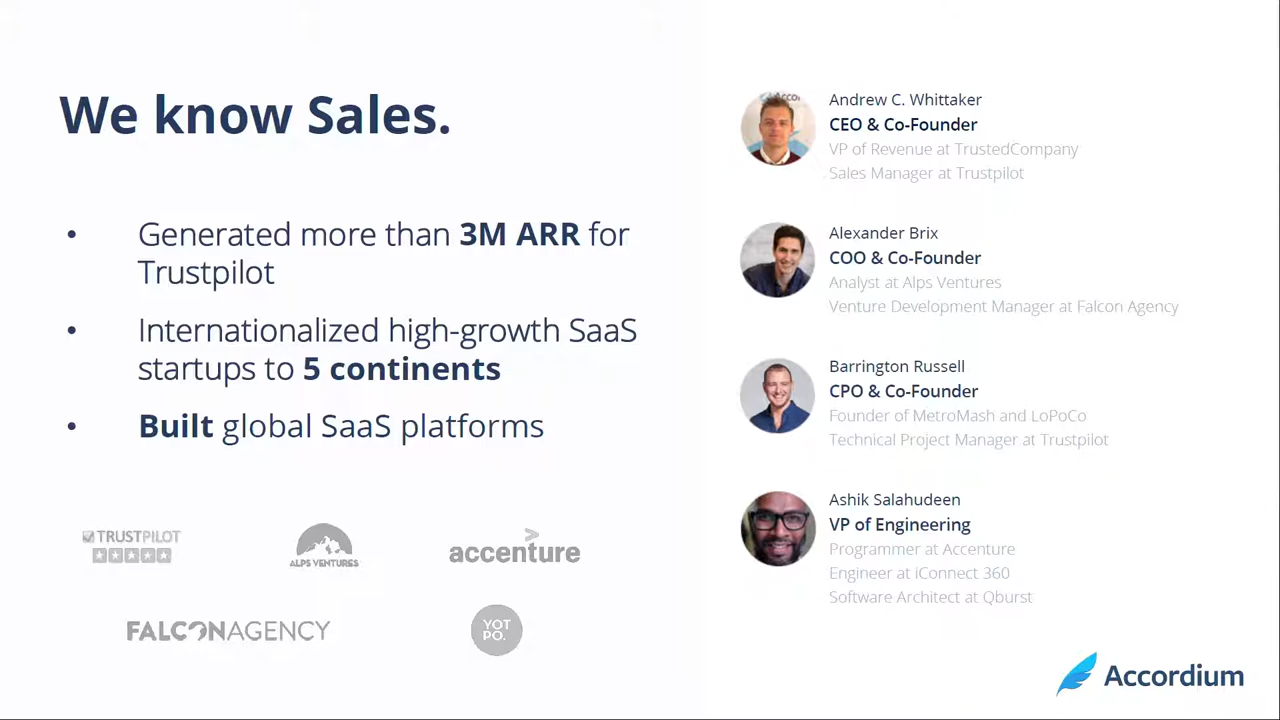 We know Sales.
• Generated more than 3M ARR for
Trustpilot
• Internationalized high-growth SaaS
startups to 5 continents
• Built global SaaS platforms
TRUSTPILOT
ALPS VENTURES
accenture
FALCONAGENCY
YOT
PO.
Andrew C. Whittaker
CEO & Co-Founder
VP of Revenue at TrustedCompany
Sales Manager at Trustpilot
Alexander Brix
COO & Co-Founder
Analyst at Alps Ventures
Venture Development Manager at Falcon Agency
Barrington Russell
CPO & Co-Founder
Founder of MetroMash and LoPoCo
Technical Project Manager at Trustpilot
Ashik Salahudeen
VP of Engineering
Programmer at Accenture
Engineer at iConnect 360
Software Architect at Qburst
Accordium